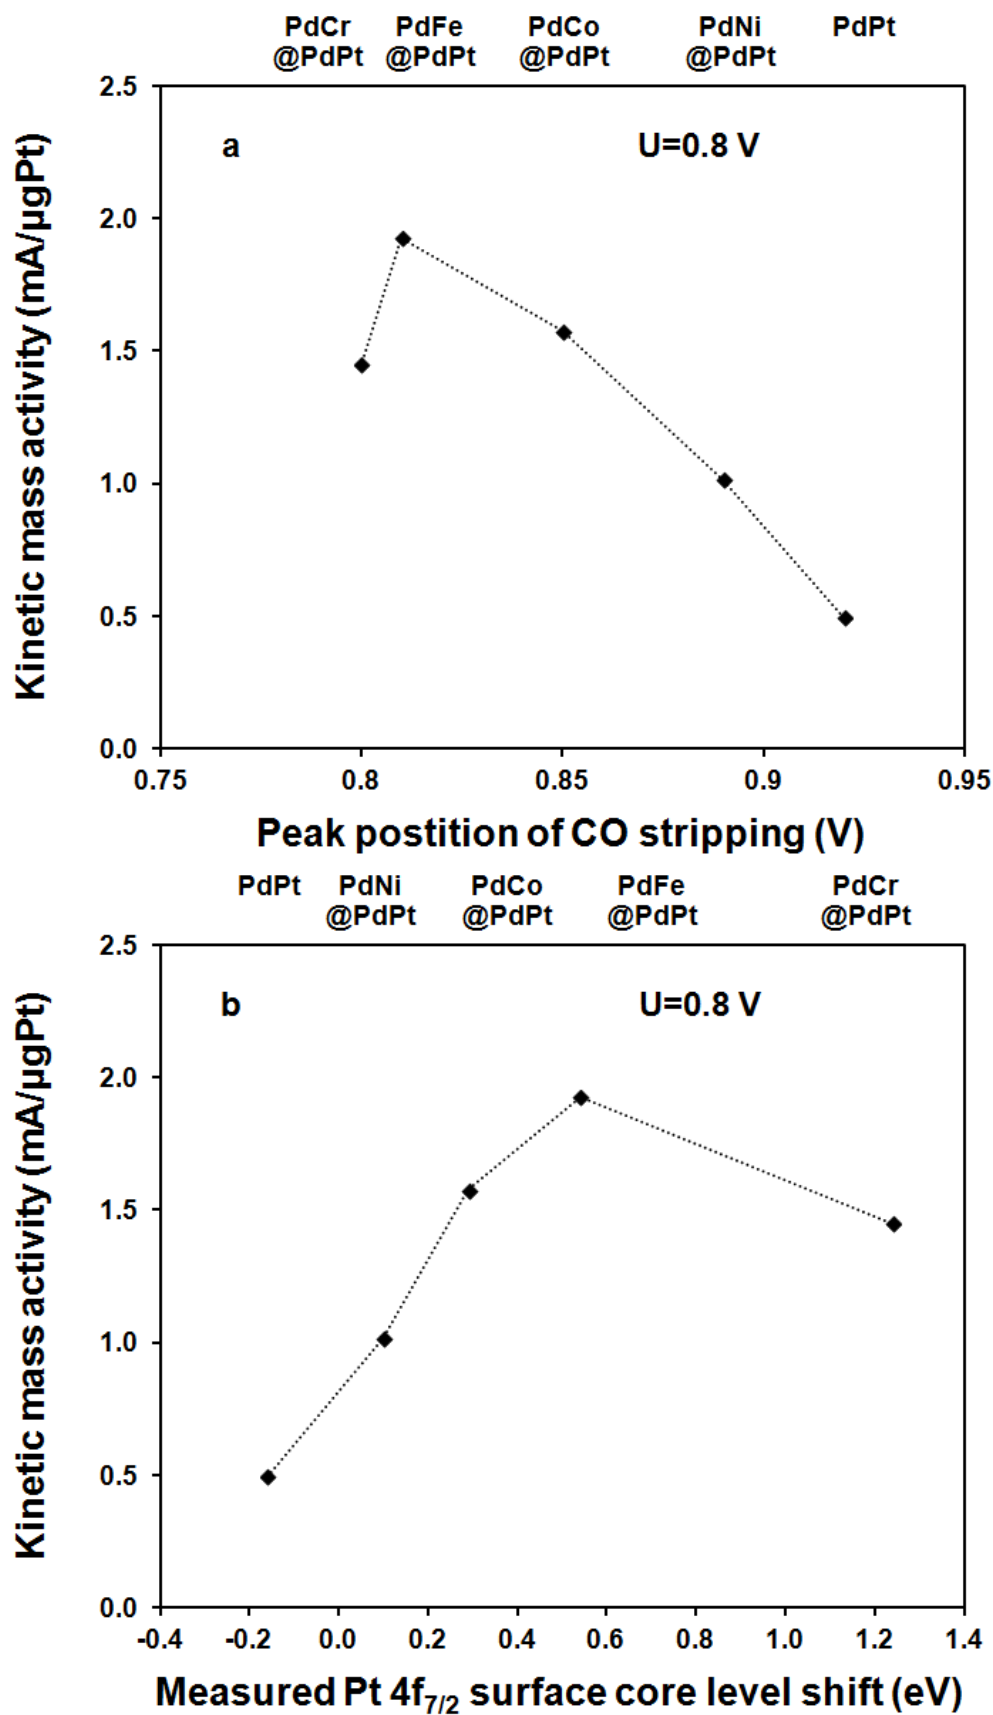 PdCr PdFe PdCo PdNi PdPt
@PdPt @PdPt @PdPt @PdPt
2.5
a U=0.8 V
2.0
1.5
1.0
0.5
0.0
Kinetic mass activity (mA/µgPt)
0.75 0.8 0.85 0.9 0.95
Peak postition of CO stripping (V)
PdPt PdNi PdCo PdFe PdCr
@PdPt @PdPt @PdPt @PdPt
2.5
b U=0.8 V
2.0
1.5
1.0
0.5
0.0
Kinetic mass activity (mA/µgPt)
-0.4 -0.2 0.0 0.2 0.4 0.6 0.8 1.0 1.2 1.4
Measured Pt 4f7/2 surface core level shift (eV)